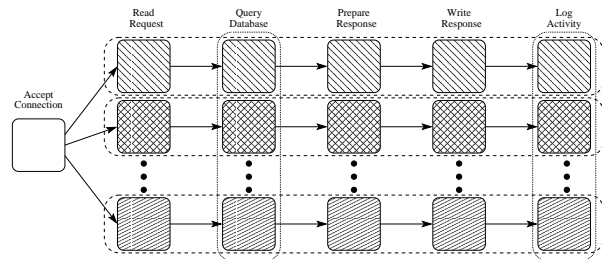 Read
Request
Query
Database
Prepare
Response
Write
Response
Log
Activity
Accept
Connection